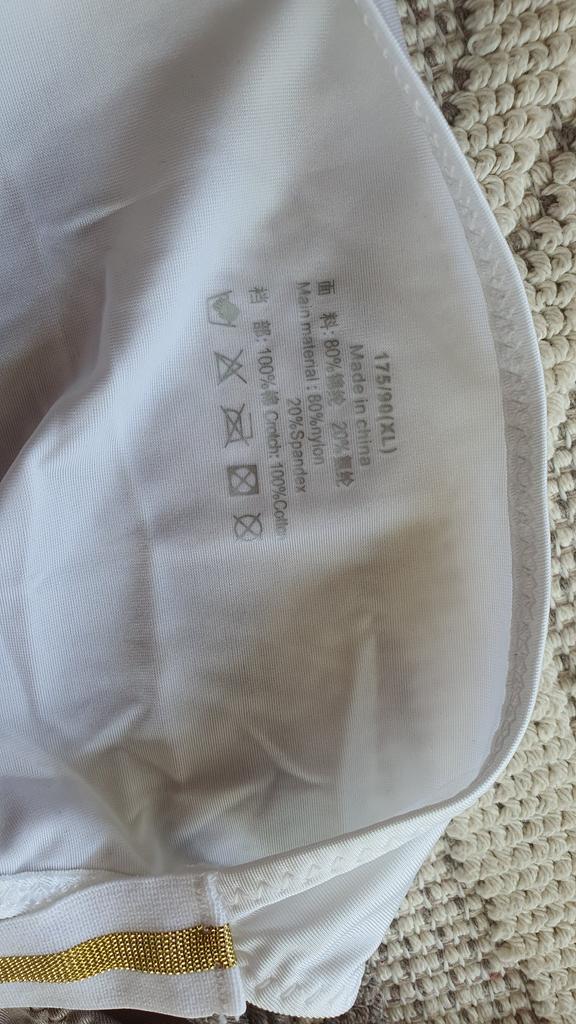 175/90(XL)
Made in china
面 料:80%锦纶 20%氨纶
Main material : 80%nylon
20%Spandex
裆 部: 100%棉 Crotch: 100%Cotton